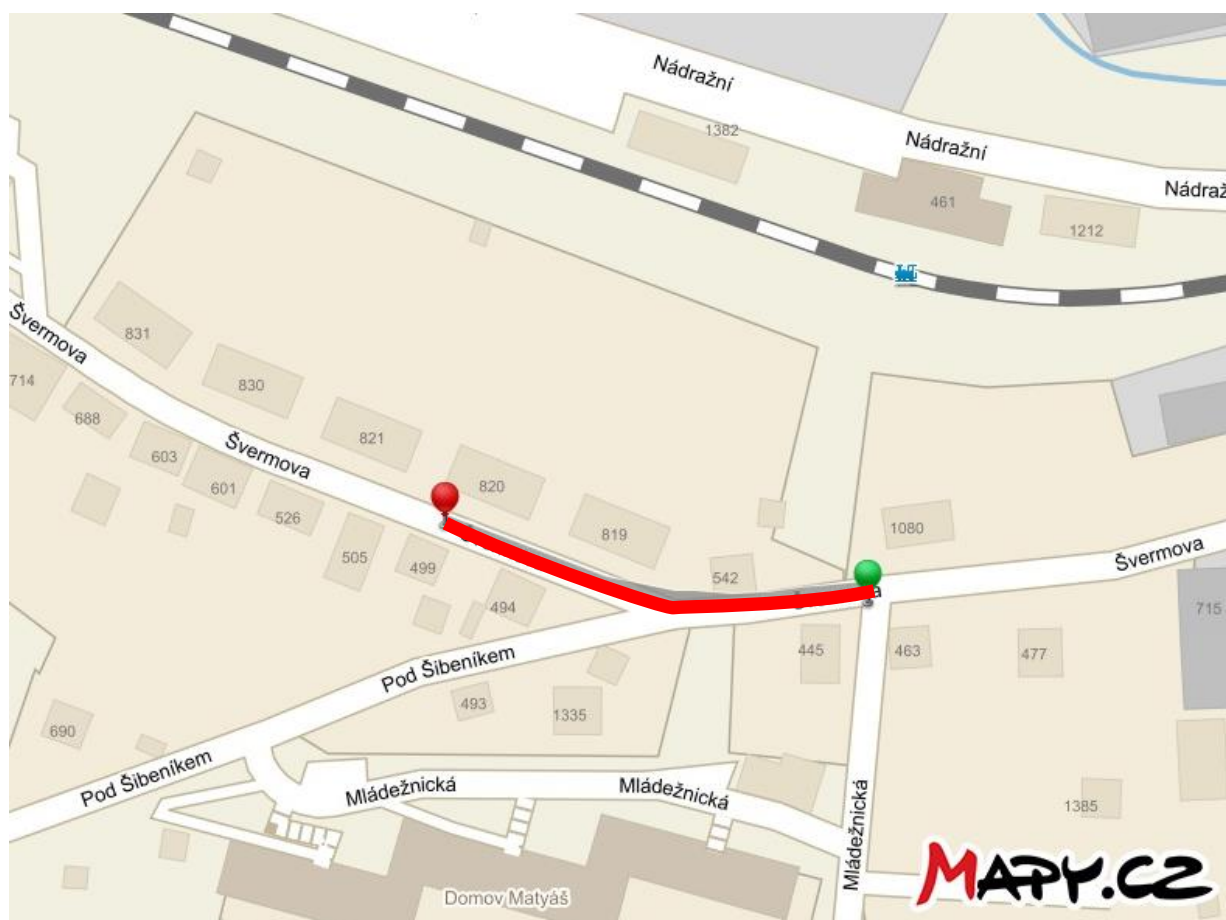 Nádražní
1382
Nádražní
461
Nádraž
1212
Švermova
831
830
714
688
821
603
Švermova
601
820
526
819
1080
505
499
542
Švermova
494
445
463
477
715
Pod Šibeníkem
493
1335
690
Pod Šibeníkem
Mládežnická
Mládežnická
1385
Mládežnická
Domov Matyáš
MAPY.CZ